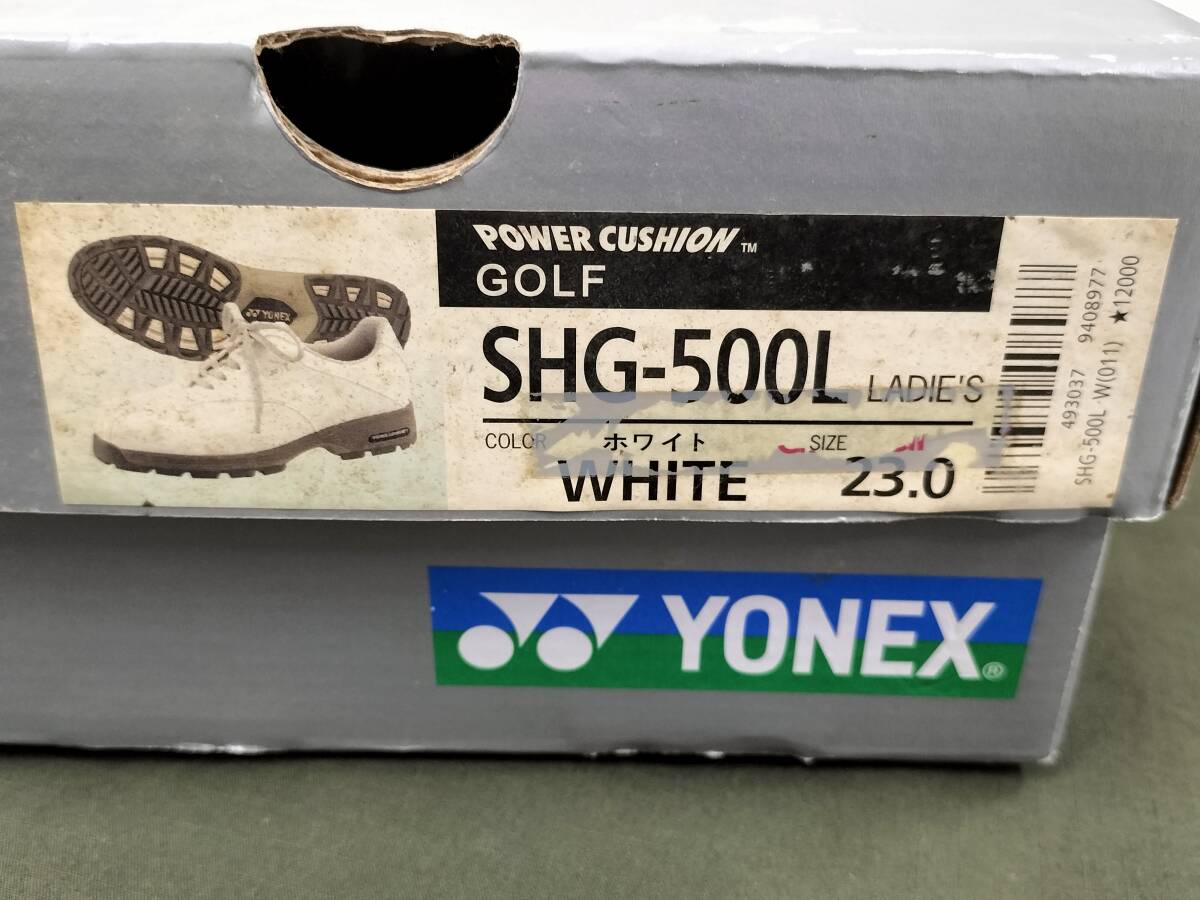 POWER CUSHION™
GOLF
SHG-500L LADIE'S
COLOR ホワイト SIZE
WHITE 23.0
493037 9408977
SHG-500L W(011) ★12000
YONEX
YONEX®